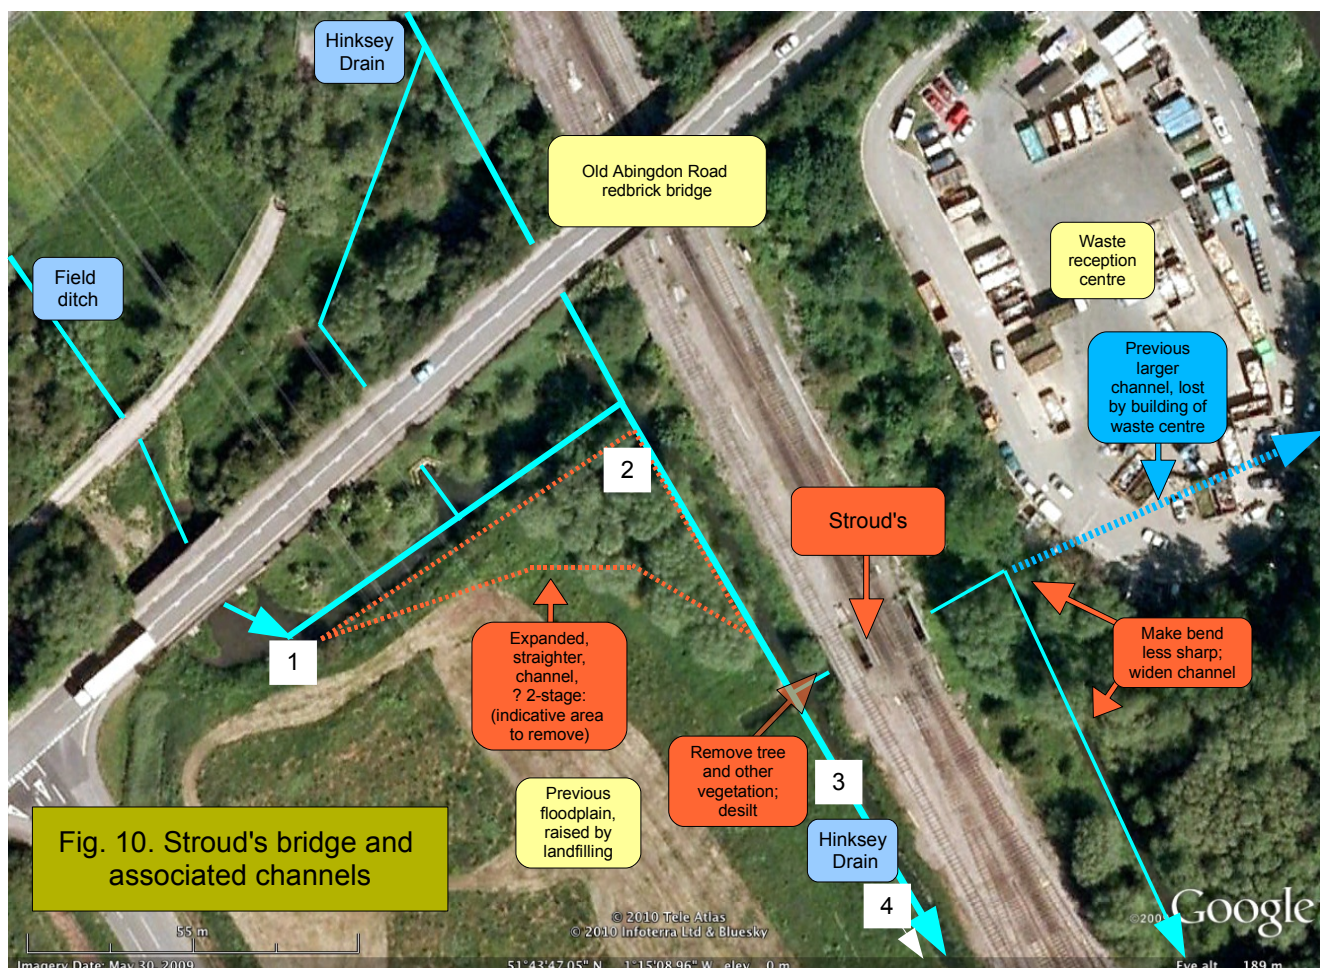 Hinksey
Drain
Old Abingdon Road
redbrick bridge
Waste
reception
centre
Field
ditch
Previous
larger
channel, lost
by building of
waste centre
2
Stroud's
1
Expanded,
straighter,
channel,
? 2-stage:
(indicative area
to remove)
Make bend
less sharp;
widen channel
Remove tree
and other
vegetation;
desilt
3
Previous
floodplain,
raised by
landfilling
Hinksey
Drain
Fig. 10. Stroud's bridge and
associated channels
4
© 2010 Tele Atlas
© 2010 Infoterra Ltd & Bluesky
Google
55 m
Imagery Date: May 30, 2009
51°43'47.05" N 1°15'08.96" W elev 0 m
Eye alt 189 m